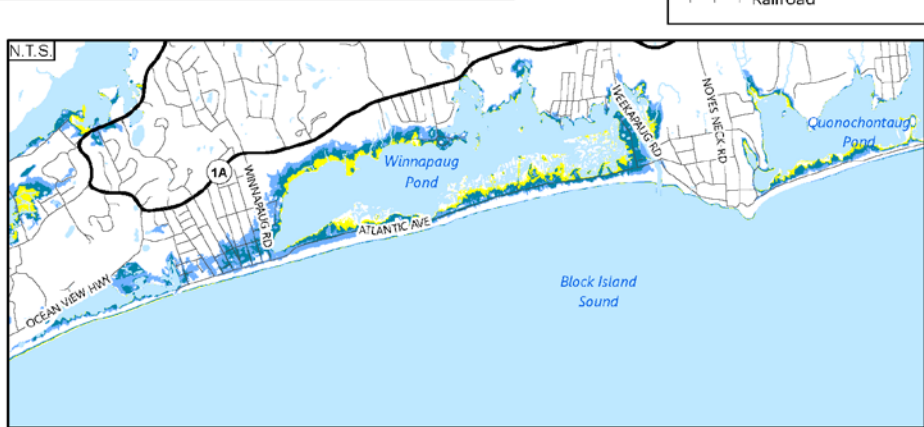 Railroad
N.T.S.
1A
WINNAPAUG RD
Winnapaug
Pond
ATLANTIC AVE
WEEKAPAUG RD
NOYES NECK RD
Quonochontaug
Pond
OCEAN VIEW HWY
Block Island
Sound